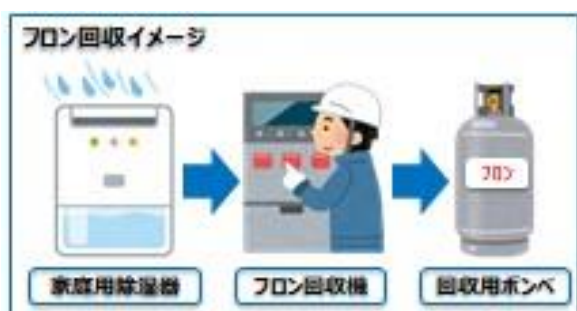 フロン回収イメージ
フロン
家庭用除湿器
フロン回収機
回収用ボンベ